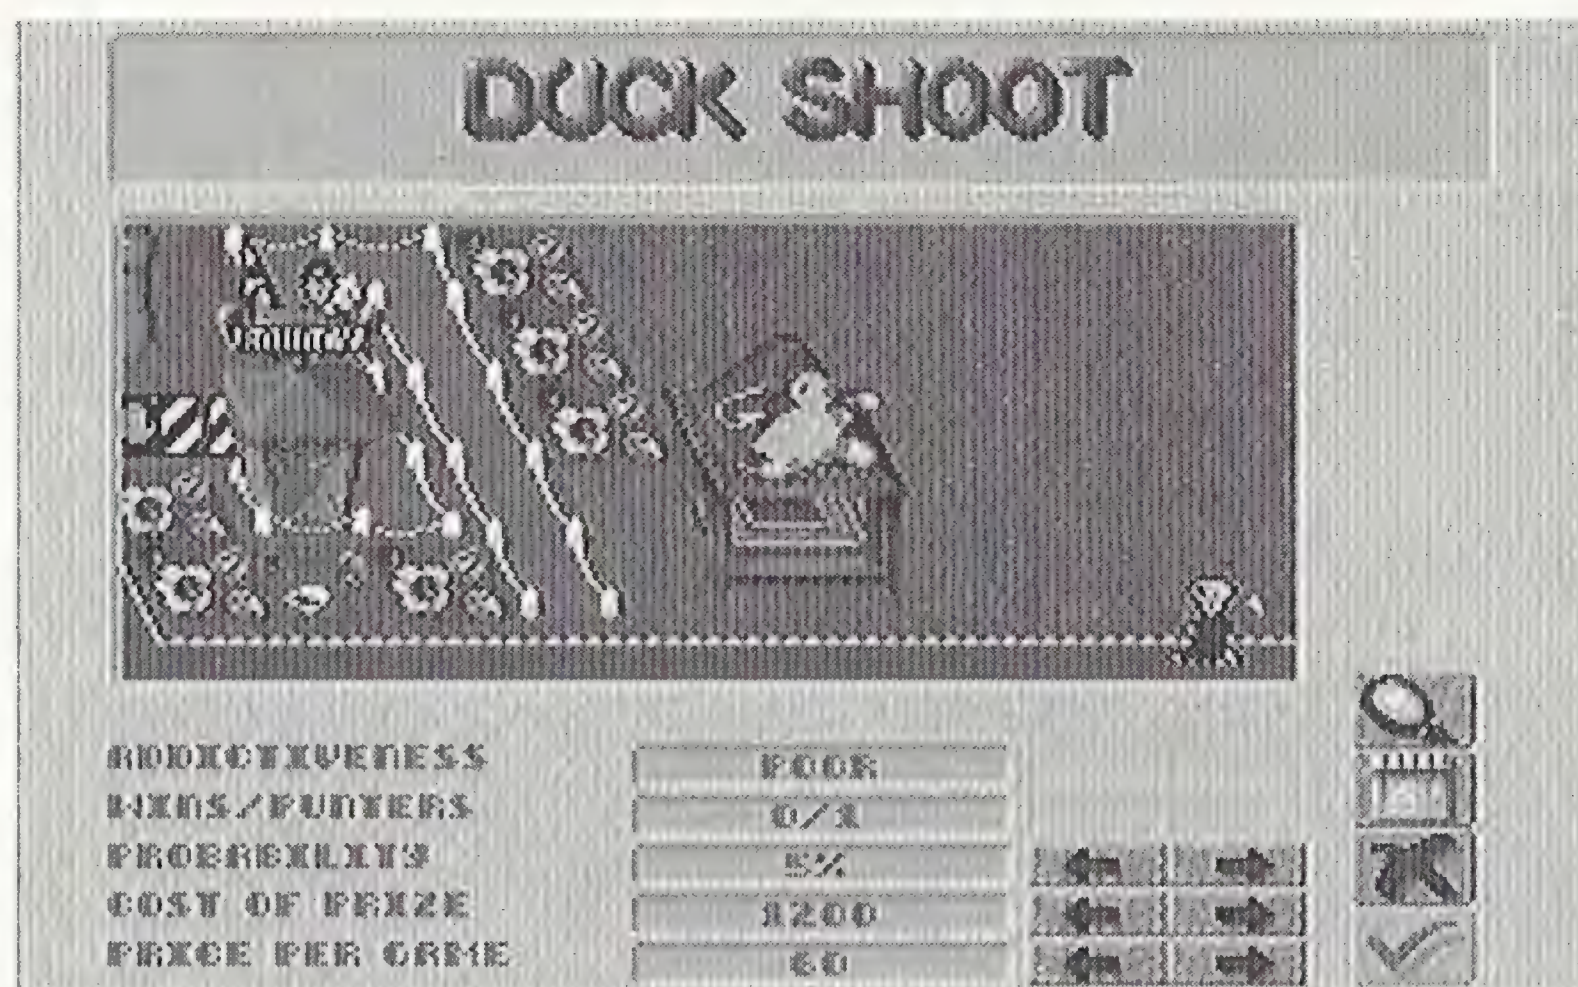 DUCK SHOOT
ADDICTIVENESS POOR
WINS/PUNTERS 0/1
PROBABILITY 5%
COST OF PRIZE 1200
PRICE PER GAME 60